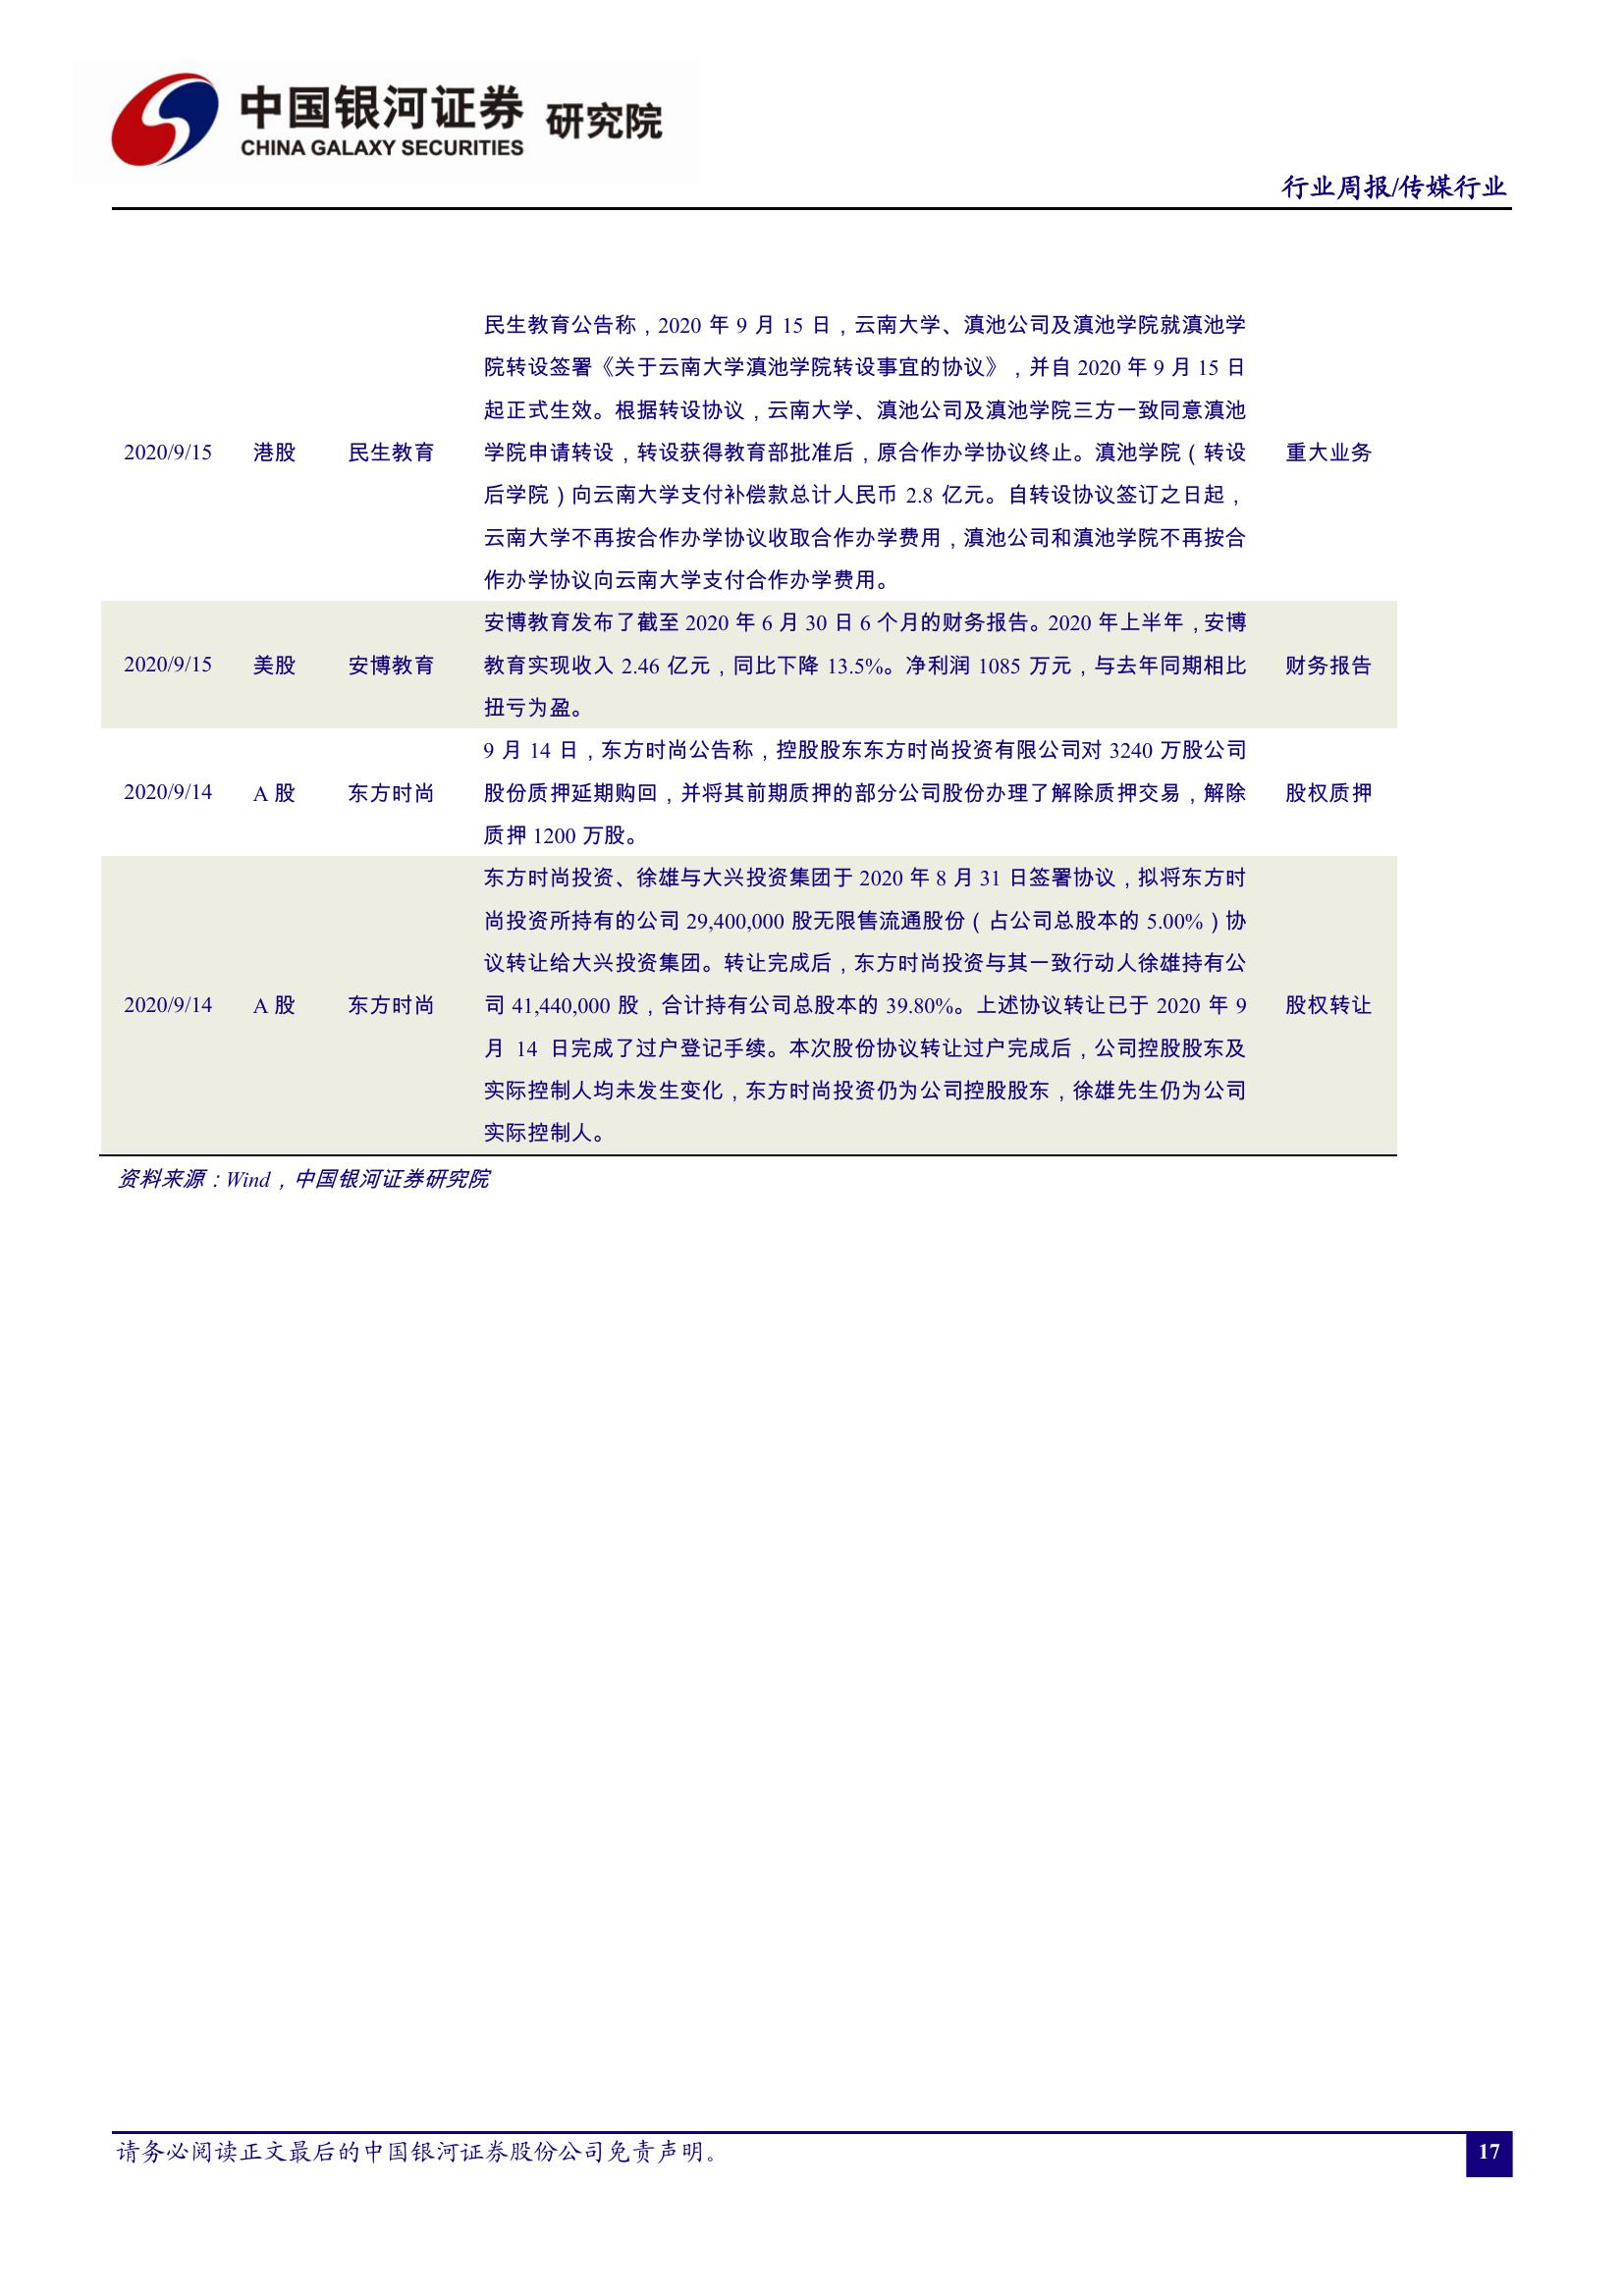 中国银河证券 研究院
CHINA GALAXY SECURITIES
行业周报/传媒行业
民生教育公告称，2020 年 9 月 15 日，云南大学、滇池公司及滇池学院就滇池学
院转设签署《关于云南大学滇池学院转设事宜的协议》，并自 2020 年 9 月 15 日
起正式生效。根据转设协议，云南大学、滇池公司及滇池学院三方一致同意滇池
2020/9/15 港股 民生教育 学院申请转设，转设获得教育部批准后，原合作办学协议终止。滇池学院（转设 重大业务
后学院）向云南大学支付补偿款总计人民币 2.8 亿元。自转设协议签订之日起，
云南大学不再按合作办学协议收取合作办学费用，滇池公司和滇池学院不再按合
作办学协议向云南大学支付合作办学费用。
安博教育发布了截至 2020 年 6 月 30 日 6 个月的财务报告。2020 年上半年，安博
2020/9/15 美股 安博教育 教育实现收入 2.46 亿元，同比下降 13.5%。净利润 1085 万元，与去年同期相比 财务报告
扭亏为盈。
9 月 14 日，东方时尚公告称，控股股东东方时尚投资有限公司对 3240 万股公司
2020/9/14 A 股 东方时尚 股份质押延期购回，并将其前期质押的部分公司股份办理了解除质押交易，解除 股权质押
质押 1200 万股。
东方时尚投资、徐雄与大兴投资集团于 2020 年 8 月 31 日签署协议，拟将东方时
尚投资所持有的公司 29,400,000 股无限售流通股份（占公司总股本的 5.00%）协
议转让给大兴投资集团。转让完成后，东方时尚投资与其一致行动人徐雄持有公
2020/9/14 A 股 东方时尚 司 41,440,000 股，合计持有公司总股本的 39.80%。上述协议转让已于 2020 年 9 股权转让
月 14 日完成了过户登记手续。本次股份协议转让过户完成后，公司控股股东及
实际控制人均未发生变化，东方时尚投资仍为公司控股股东，徐雄先生仍为公司
实际控制人。
资料来源：Wind，中国银河证券研究院
请务必阅读正文最后的中国银河证券股份公司免责声明。
17